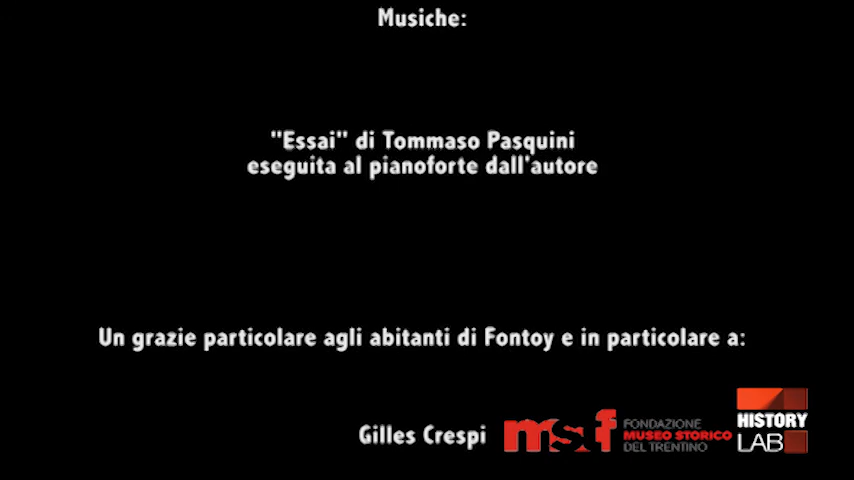 Musiche:
"Essai" di Tommaso Pasquini
eseguita al pianoforte dall'autore
Un grazie particolare agli abitanti di Fontoy e in particolare a:
Gilles Crespi
msf
FONDAZIONE
MUSEO STORICO
DEL TRENTINO
HISTORY
LAB